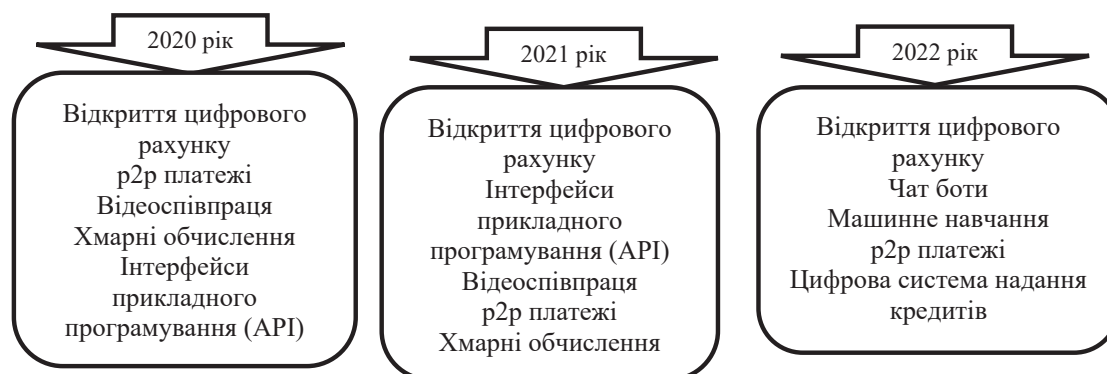 2020 рік
Відкриття цифрового
рахунку
p2p платежі
Відеоспівпраця
Хмарні обчислення
Інтерфейси
прикладного
програмування (API)
2021 рік
Відкриття цифрового
рахунку
Інтерфейси
прикладного
програмування (API)
Відеоспівпраця
p2p платежі
Хмарні обчислення
2022 рік
Відкриття цифрового
рахунку
Чат боти
Машинне навчання
p2p платежі
Цифрова система надання
кредитів